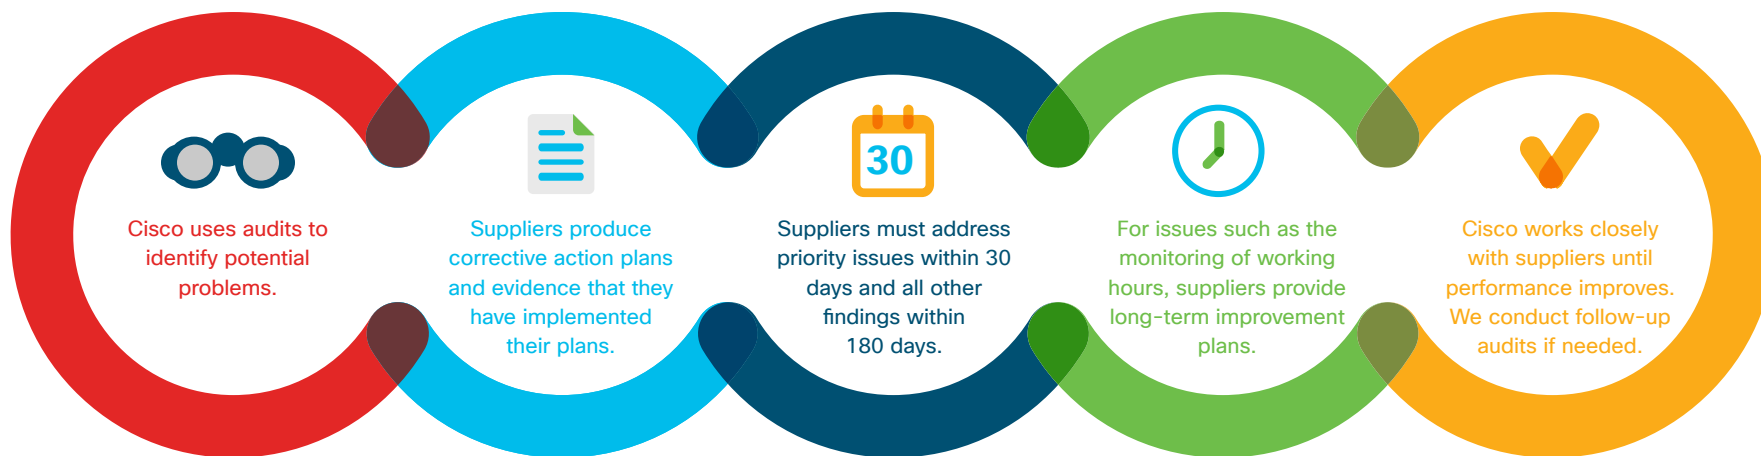 Cisco uses audits to
identify potential
problems.
Suppliers produce
corrective action plans
and evidence that they
have implemented
their plans.
30
Suppliers must address
priority issues within 30
days and all other
findings within
180 days.
For issues such as the
monitoring of working
hours, suppliers provide
long-term improvement
plans.
Cisco works closely
with suppliers until
performance improves.
We conduct follow-up
audits if needed.